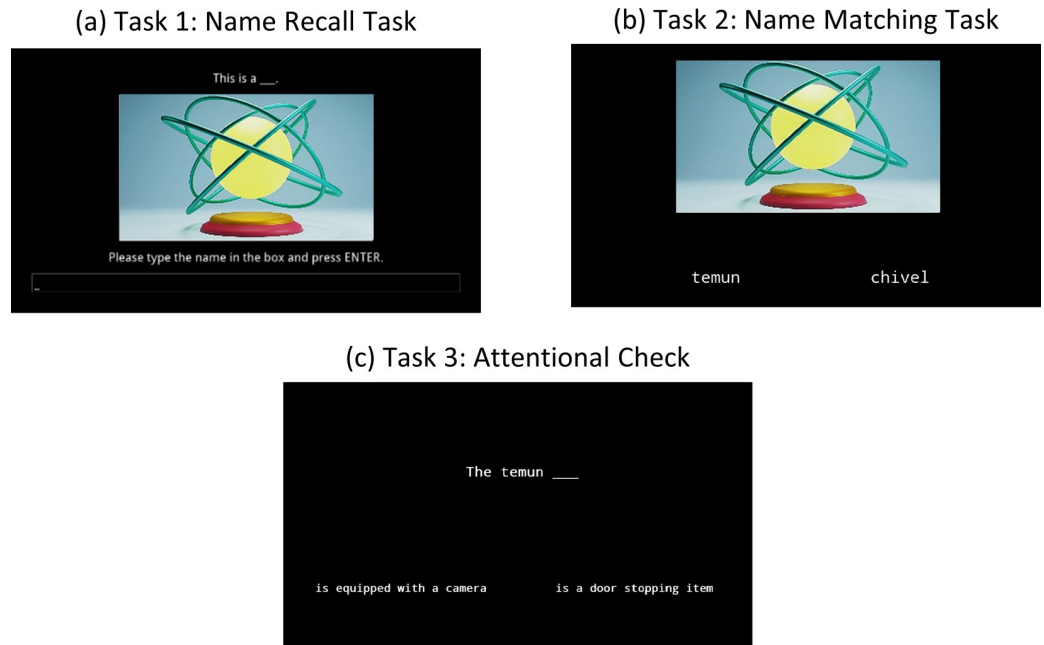 (a) Task 1: Name Recall Task
This is a ___.
Please type the name in the box and press ENTER.
_
(b) Task 2: Name Matching Task
temun chivel
(c) Task 3: Attentional Check
The temun ___
is equipped with a camera is a door stopping item